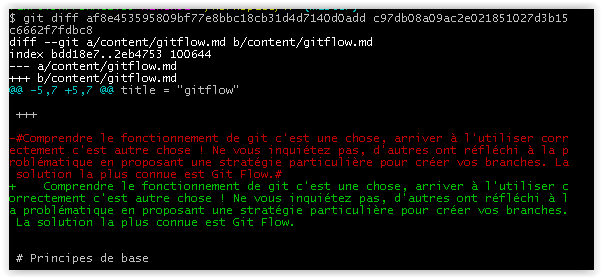 $ git diff af8e453595809bf77e8bbc18cb31d4d7140d0add c97db08a09ac2e021851027d3b15
c6662f7fdbc8
diff --git a/content/gitflow.md b/content/gitflow.md
index bdd18e7..2eb4753 100644
--- a/content/gitflow.md
+++ b/content/gitflow.md
@@ -5,7 +5,7 @@ title = "gitflow"
+++
-#Comprendre le fonctionnement de git c'est une chose, arriver à l'utiliser corr
ectement c'est autre chose ! Ne vous inquiétez pas, d'autres ont réfléchi à la p
roblématique en proposant une stratégie particulière pour créer vos branches. La
 solution la plus connue est Git Flow.#
+    Comprendre le fonctionnement de git c'est une chose, arriver à l'utiliser c
orrectement c'est autre chose ! Ne vous inquiétez pas, d'autres ont réfléchi à l
a problématique en proposant une stratégie particulière pour créer vos branches.
 La solution la plus connue est Git Flow.
# Principes de base